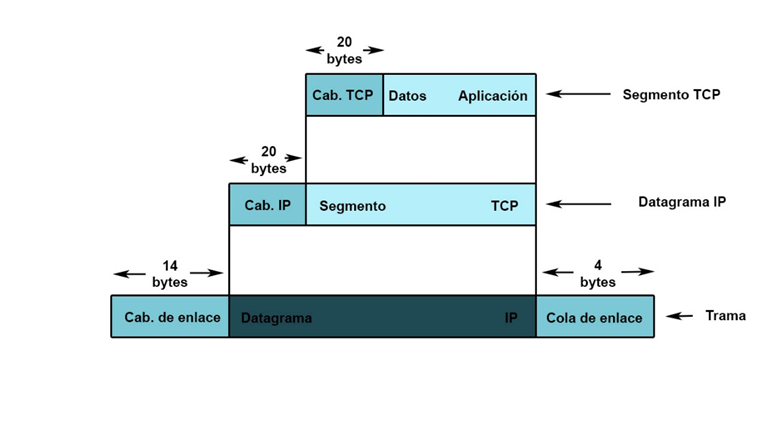 20
bytes
Cab. TCP
Datos Aplicación
Segmento TCP
20
bytes
Cab. IP
Segmento TCP
Datagrama IP
14
bytes
4
bytes
Cab. de enlace
Datagrama IP
Cola de enlace
Trama